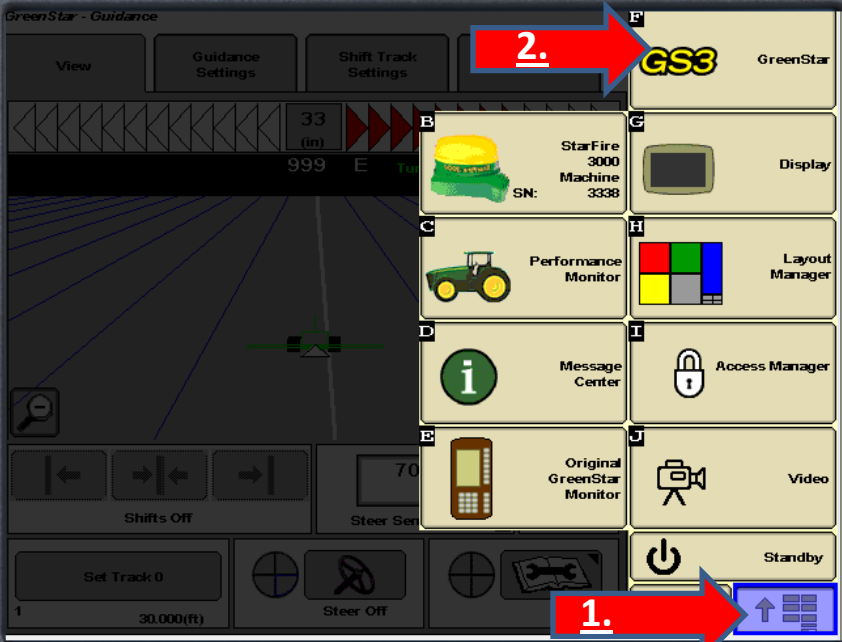 GreenStar - Guidance
View
Guidance
Settings
Shift Track
Settings
2.
F
GS3
GreenStar
33
(in)
999 E
B
StarFire
3000
Machine
SN: 3338
G
Display
C
Performance
Monitor
H
Layout
Manager
D
i
Message
Center
I
Access Manager
E
Original
GreenStar
Monitor
J
Video
Shifts Off
70
Steer Sen
Standby
Set Track 0
1
30.000(ft)
Steer Off
1.